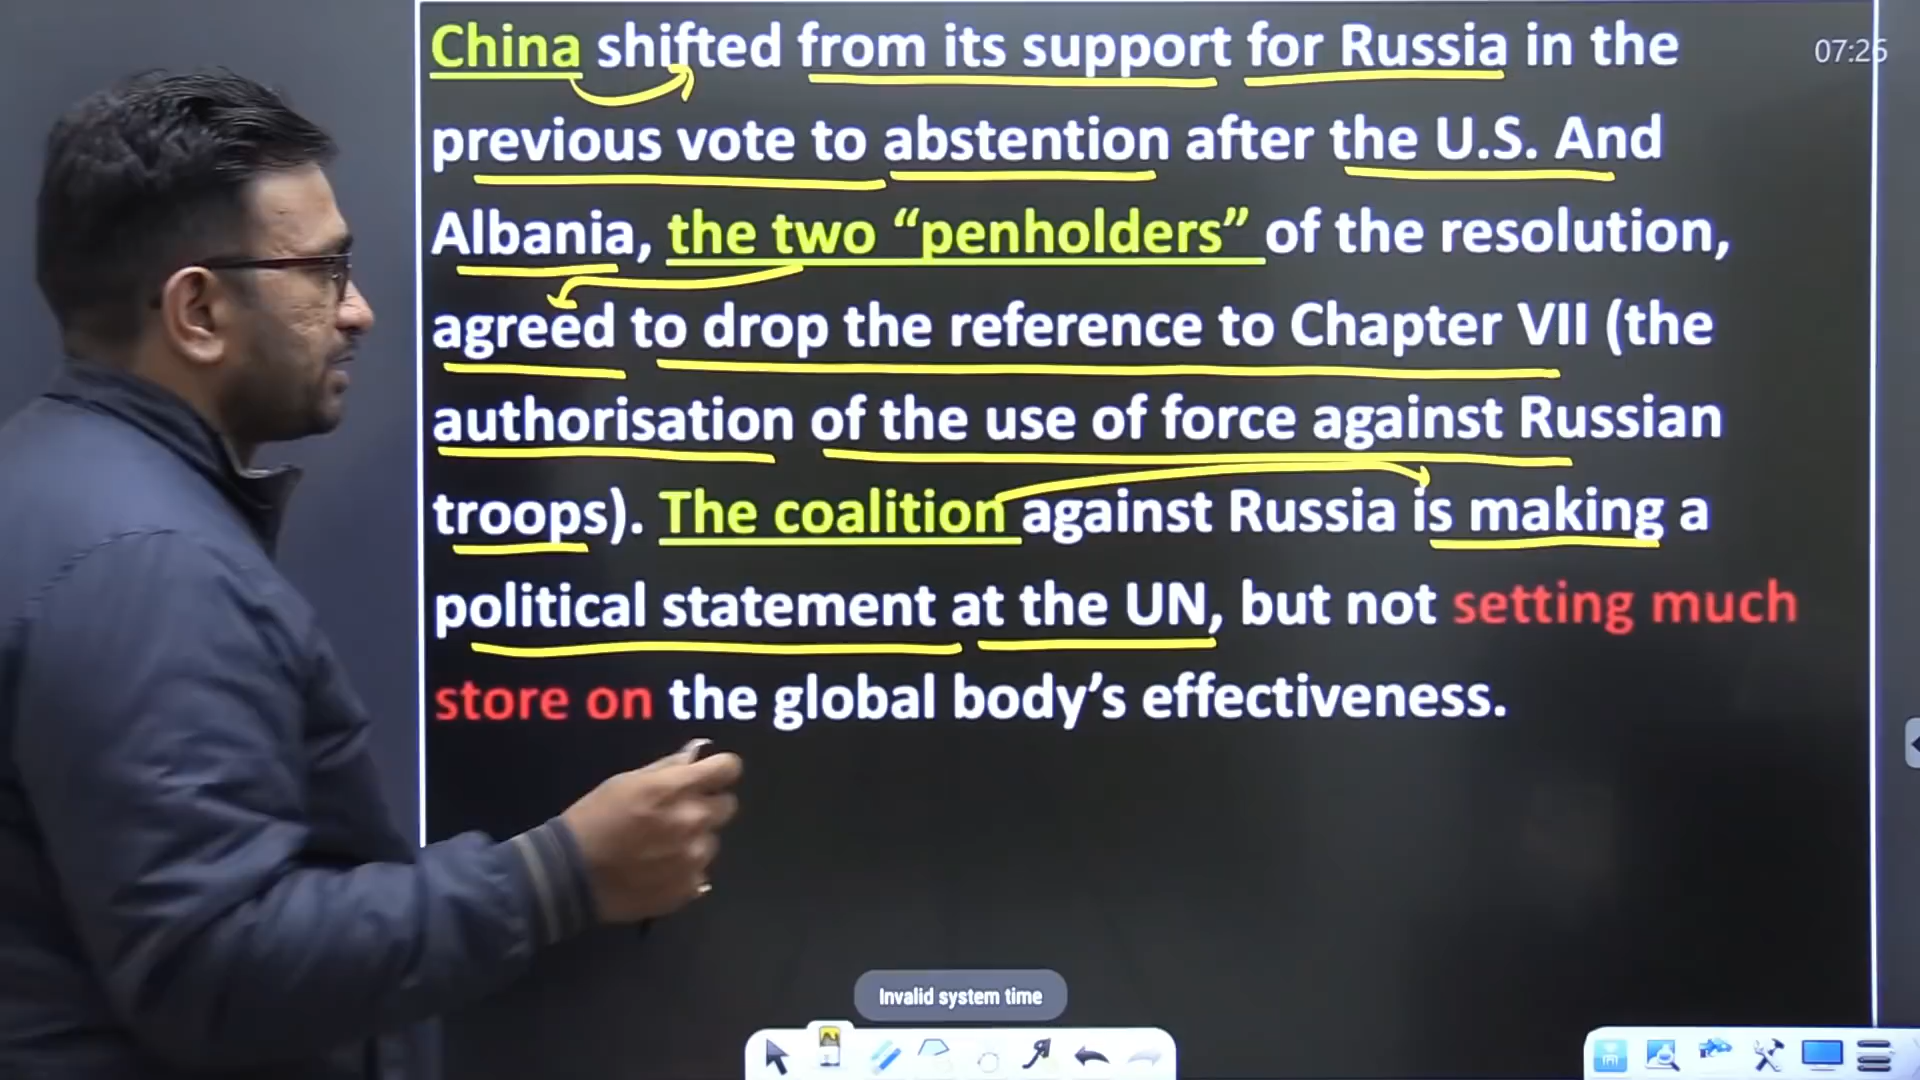 China shifted from its support for Russia in the
07:25
previous vote to abstention after the U.S. And
Albania, the two “penholders” of the resolution,
agreed to drop the reference to Chapter VII (the
authorisation of the use of force against Russian
troops). The coalition against Russia is making a
political statement at the UN, but not setting much
store on the global body’s effectiveness.
Invalid system time